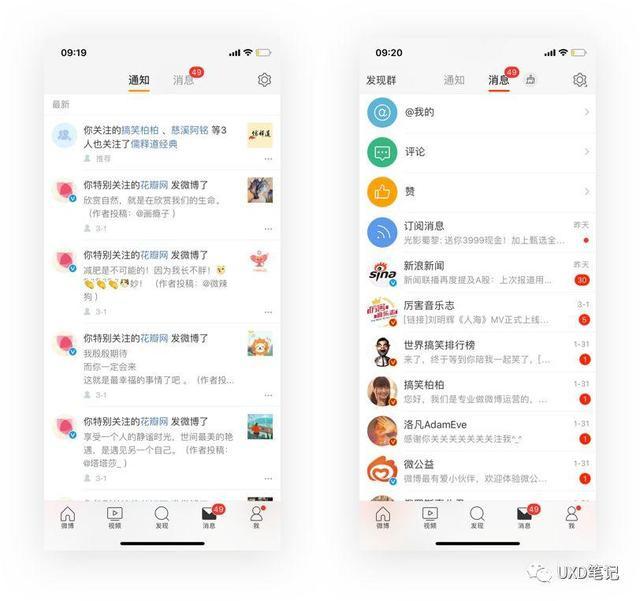 09:19
通知
消息
49
最新
你关注的搞笑柏柏 、慈溪阿铭 等3
人也关注了儒释道经典
推荐
你特别关注的花瓣网 发微博了
欣赏自然，就是在欣赏我们的生命。
（作者投稿：@画瘾子 ）
3-1
你特别关注的花瓣网 发微博了
减肥是不可能的！因为我长不胖！
妙！ （作者投稿：@微辣
狗 ）
3-1
你特别关注的花瓣网 发微博了
我殷殷期待
而你一定会来
这就是最幸福的事情了吧 。（作者投...
3-1
你特别关注的花瓣网 发微博了
享受一个人的静谧时光，世间最美的艳
遇，是遇见另一个自己。（作者投稿：
@塔塔莎_ ）
3-1
微博
视频
发现
消息
49
我
09:20
发现群
通知
消息
49
@我的
评论
赞
订阅消息
昨天
光影蜀黎: 送你3999现金！加上甄选全...
新浪新闻
昨天
sina
新闻联播再度提及A股：上次报道用...
30
厉害音乐志
3-1
[链接]刘明辉《人海》MV正式上线...
5
世界搞笑排行榜
1-31
来了，终于等到你陪我一起笑了，[...
1
搞笑柏柏
1-31
您好，我们是专业做微博运营的，...
1
洛凡AdamEve
1-31
感谢你关关关关关关关注我^_^
1
微公益
1-31
微博最有爱小伙伴，欢迎体验微公...
1
微博
视频
发现
消息
49
我
UXD笔记